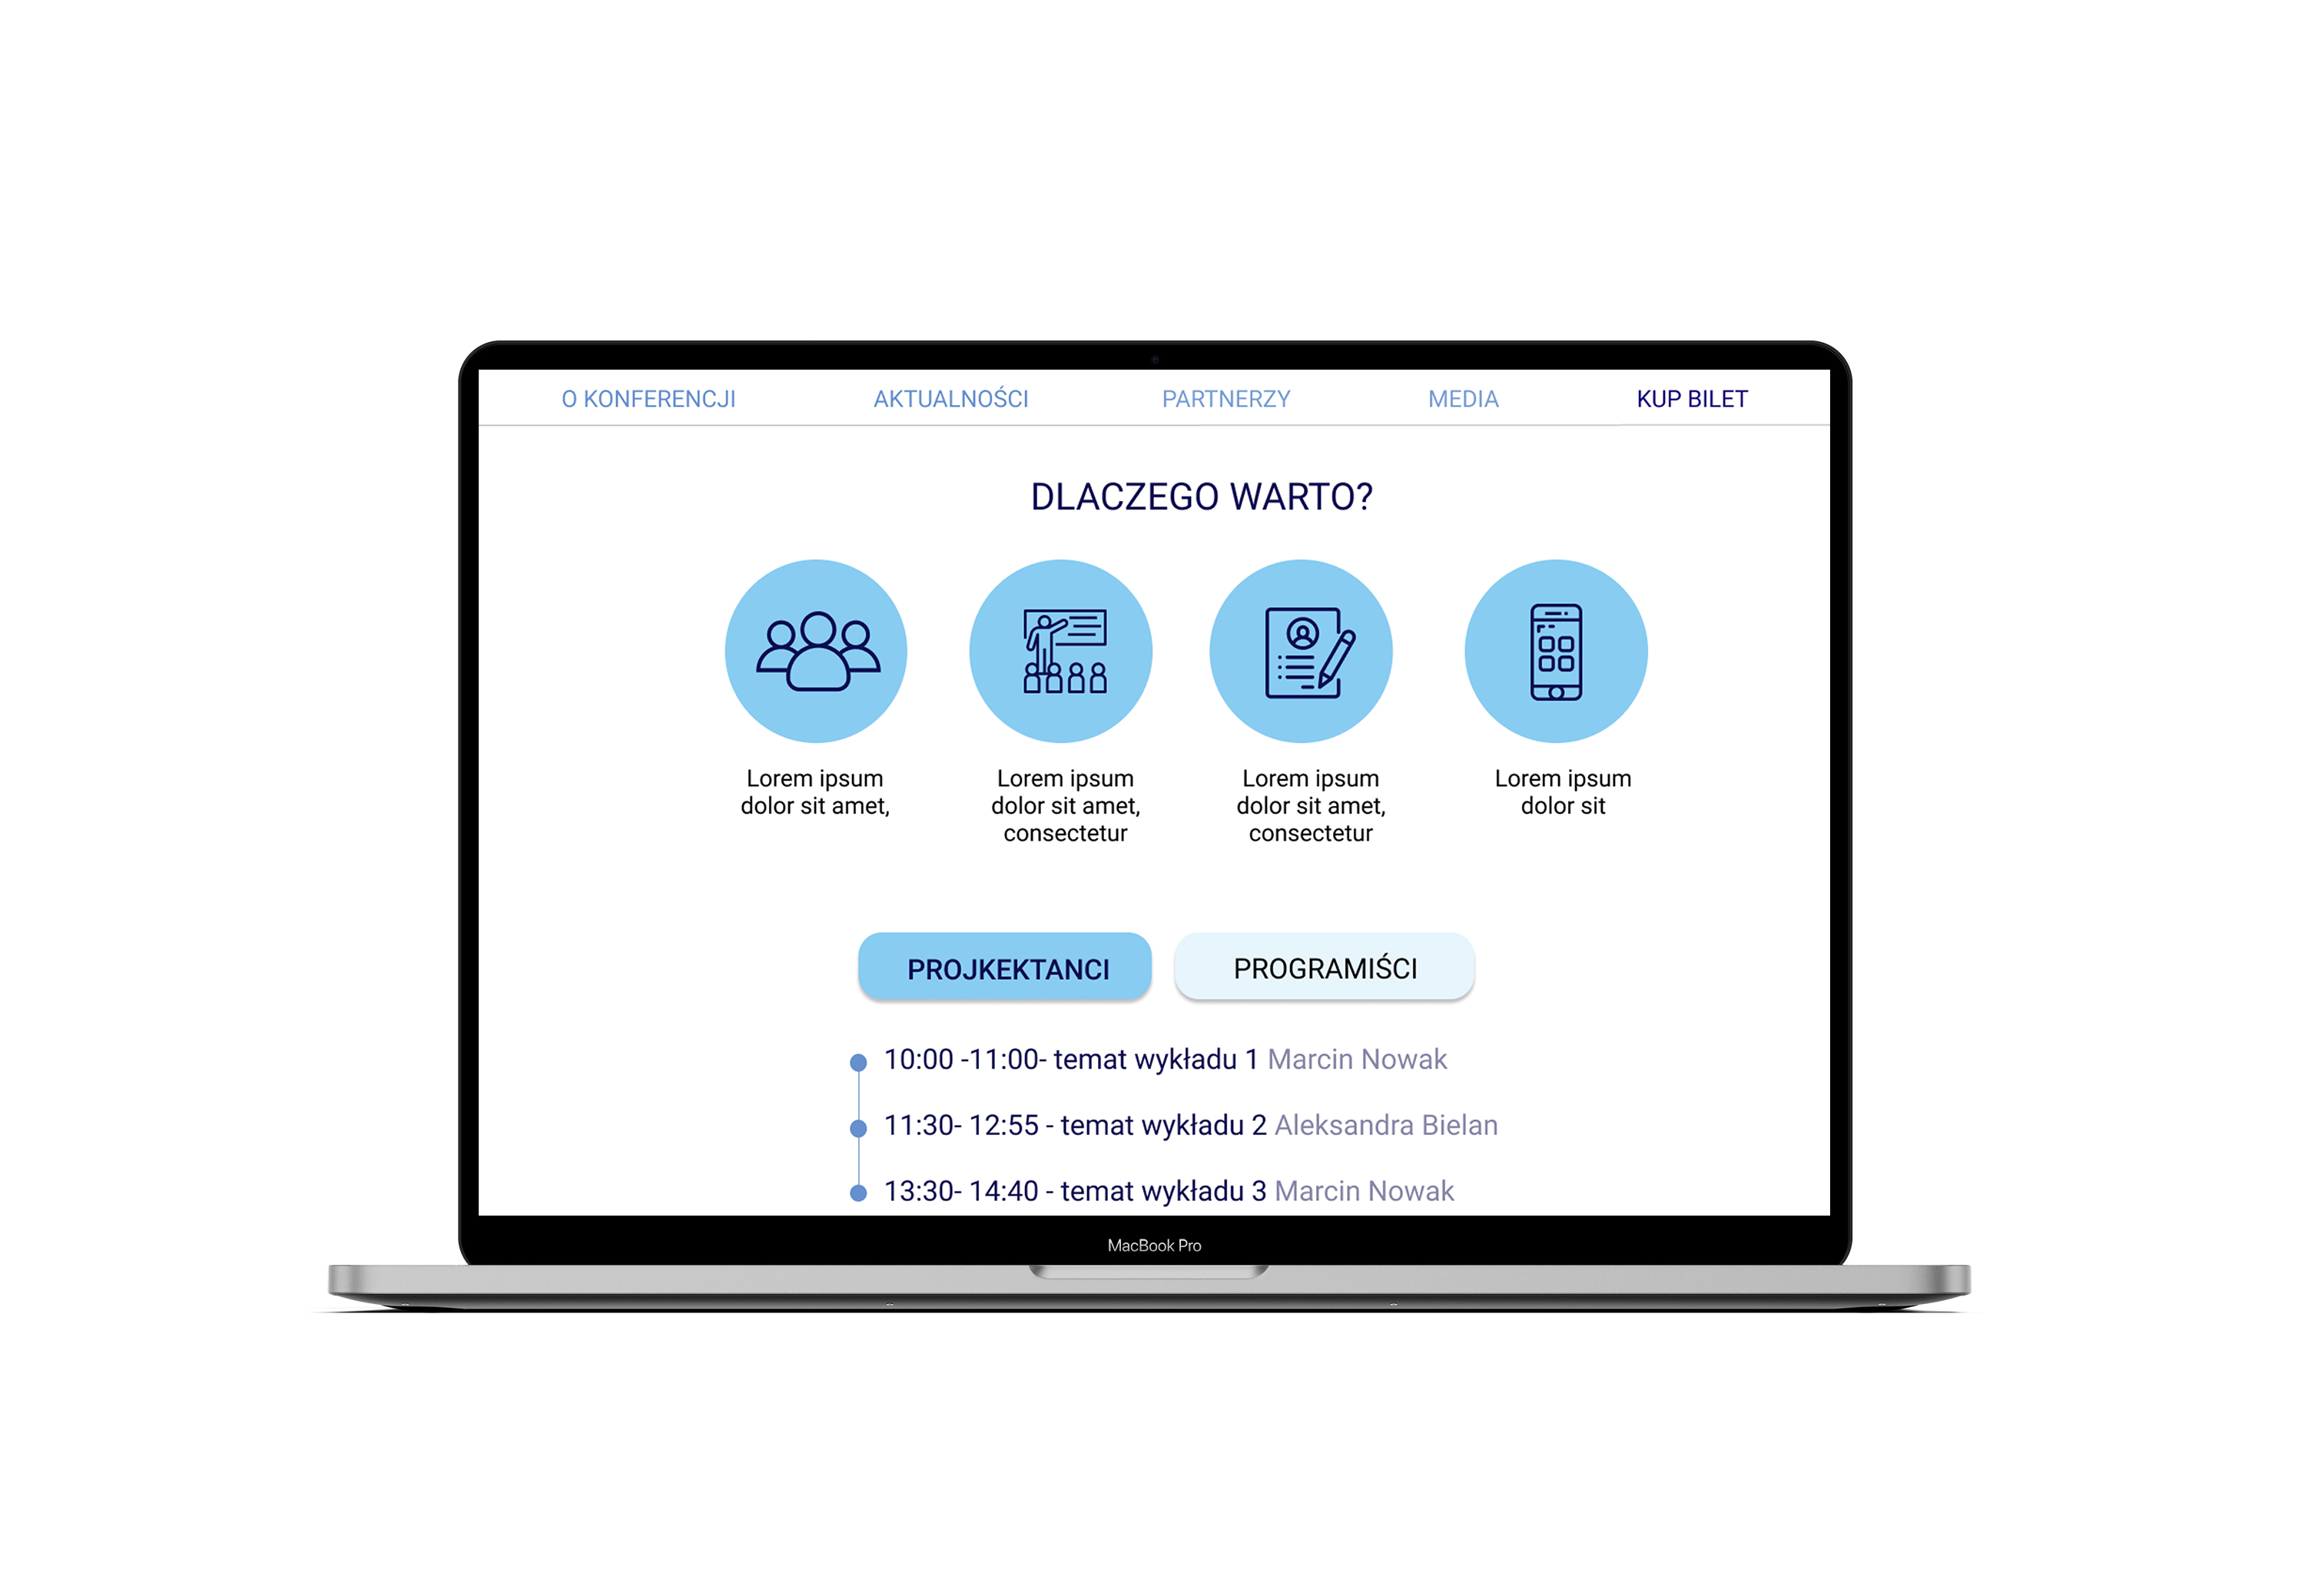 O KONFERENCJI
AKTUALNOŚCI
PARTNERZY
MEDIA
KUP BILET
DLACZEGO WARTO?
Lorem ipsum
dolor sit amet,
Lorem ipsum
dolor sit amet,
consectetur
Lorem ipsum
dolor sit amet,
consectetur
Lorem ipsum
dolor sit
PROJKEKTANCI
PROGRAMIŚCI
10:00 -11:00- temat wykładu 1 Marcin Nowak
11:30- 12:55 - temat wykładu 2 Aleksandra Bielan
13:30- 14:40 - temat wykładu 3 Marcin Nowak
MacBook Pro